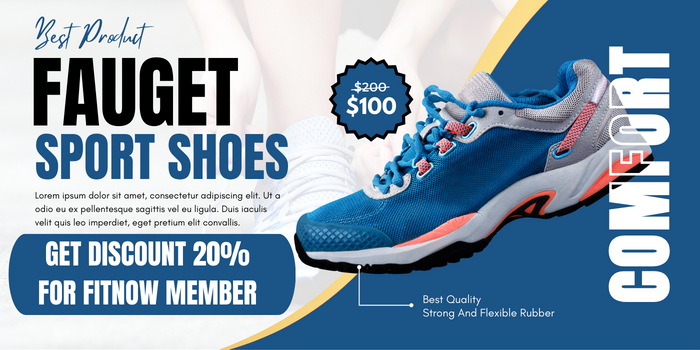 Best Product
FAUGET
SPORT SHOES
Lorem ipsum dolor sit amet, consectetur adipiscing elit. Ut a
odio eu ex pellentesque sagittis vel eu ligula. Duis iaculis
velit quis leo imperdiet, eget pretium elit convallis.
GET DISCOUNT 20%
FOR FITNOW MEMBER
$200
$100
Best Quality
Strong And Flexible Rubber
COMFORT